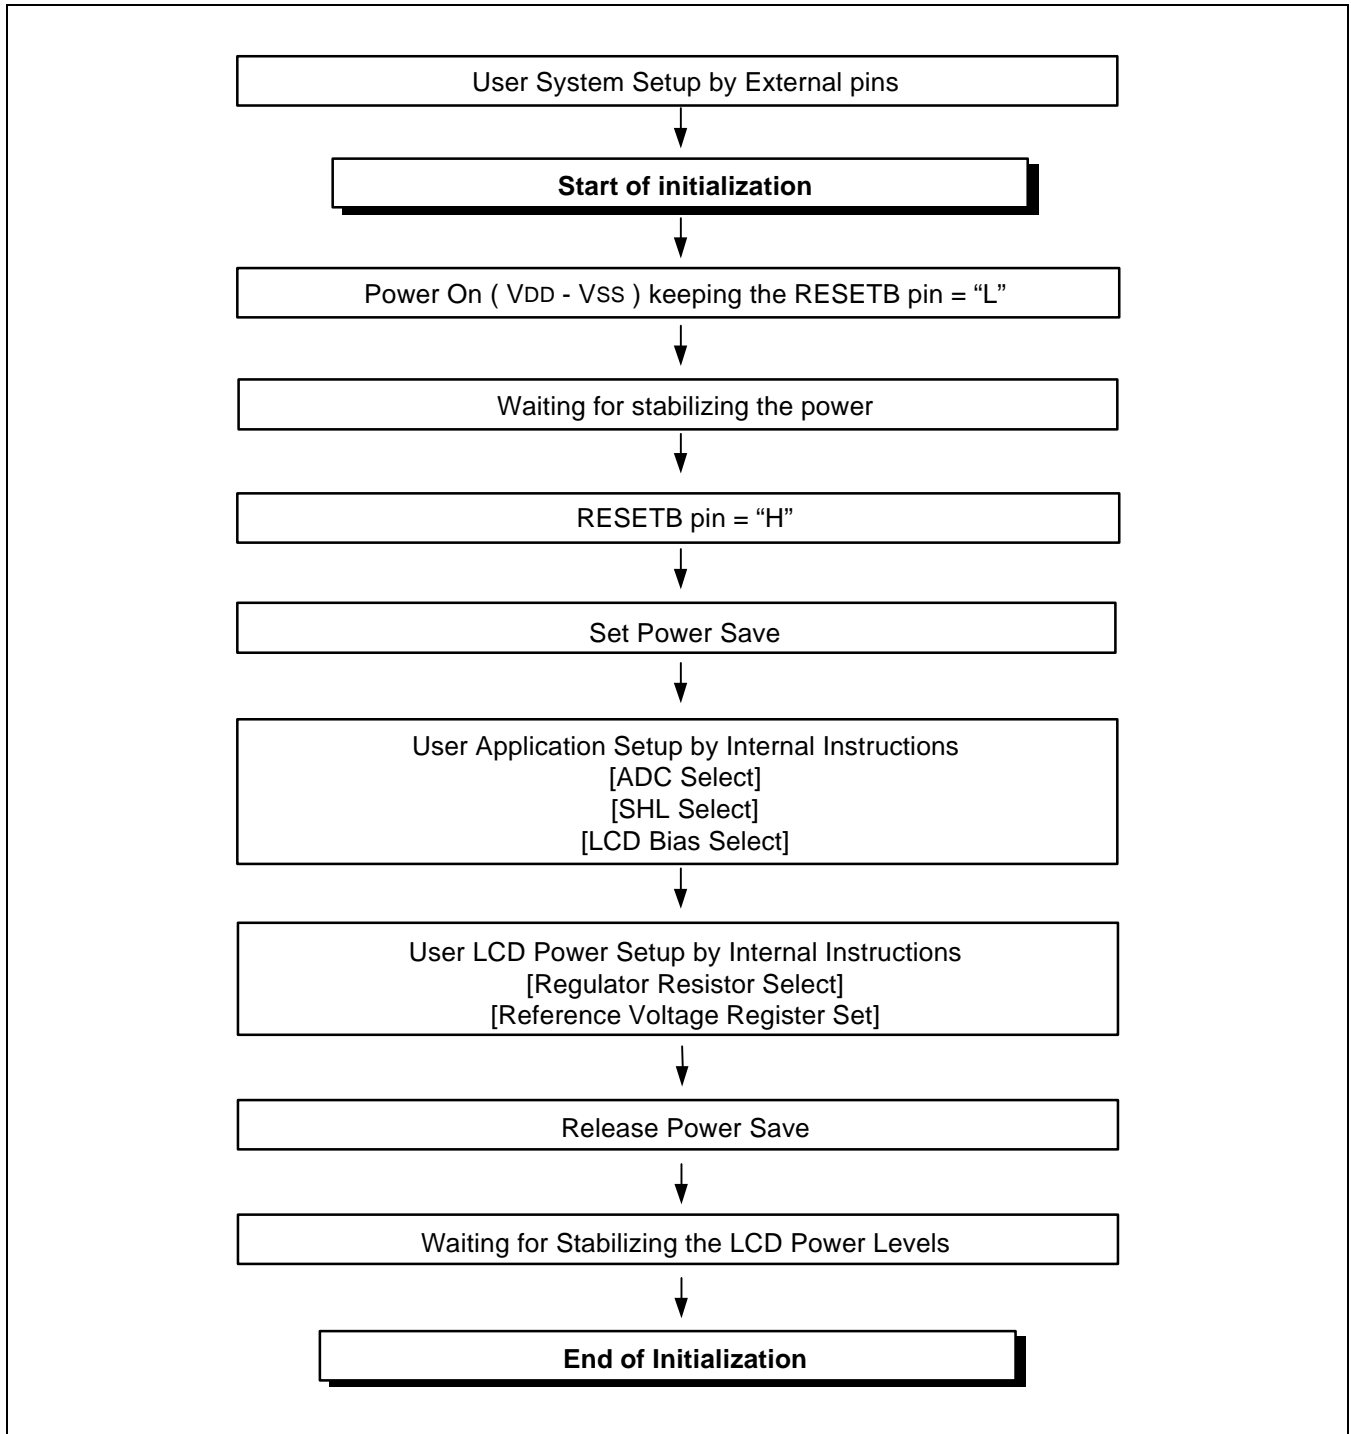 User System Setup by External pins
Start of initialization
Power On ( VDD - VSS ) keeping the RESETB pin = “L”
Waiting for stabilizing the power
RESETB pin = “H”
Set Power Save
User Application Setup by Internal Instructions
[ADC Select]
[SHL Select]
[LCD Bias Select]
User LCD Power Setup by Internal Instructions
[Regulator Resistor Select]
[Reference Voltage Register Set]
Release Power Save
Waiting for Stabilizing the LCD Power Levels
End of Initialization